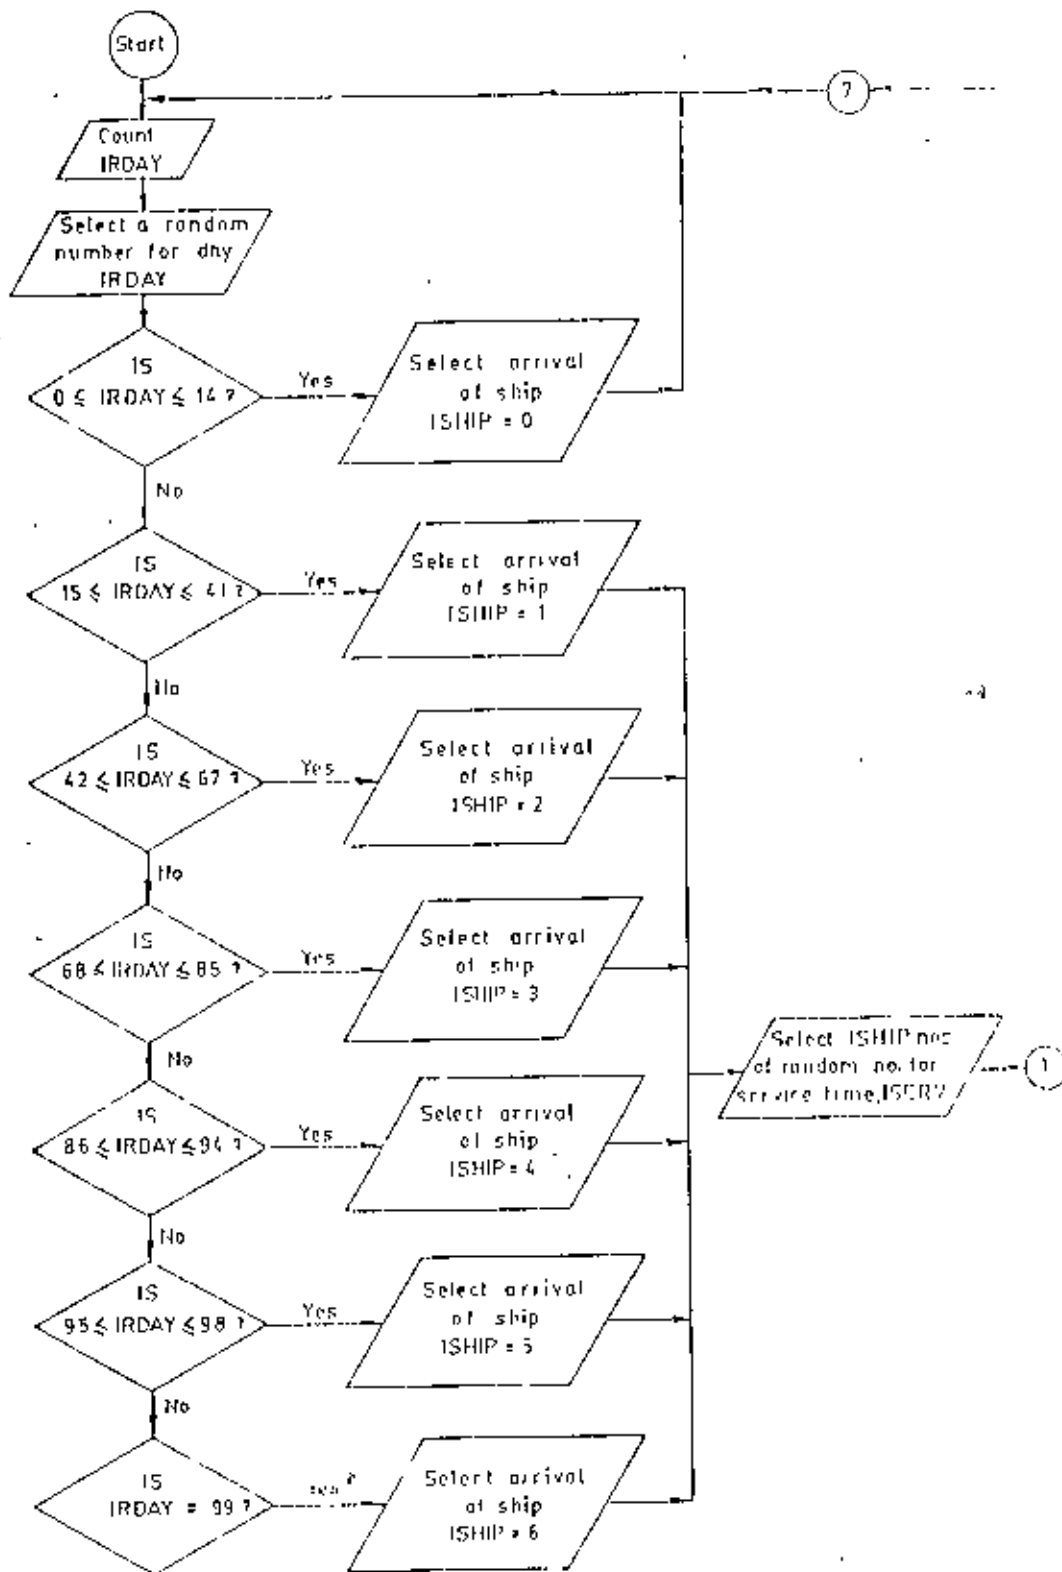 Start
7
Count
IRDAY
Select a random
number for day
IRDAY
IS
0 ≤ IRDAY ≤ 14 ?
Yes
Select arrival
of ship
ISHIP = 0
No
IS
15 ≤ IRDAY ≤ 41 ?
Yes
Select arrival
of ship
ISHIP = 1
No
IS
42 ≤ IRDAY ≤ 67 ?
Yes
Select arrival
of ship
ISHIP = 2
No
IS
68 ≤ IRDAY ≤ 85 ?
Yes
Select arrival
of ship
ISHIP = 3
Select ISHIP nos
of random no. for
service time, ISERV
1
No
IS
86 ≤ IRDAY ≤ 94 ?
Yes
Select arrival
of ship
ISHIP = 4
No
IS
95 ≤ IRDAY ≤ 98 ?
Yes
Select arrival
of ship
ISHIP = 5
No
IS
IRDAY = 99 ?
Yes
Select arrival
of ship
ISHIP = 6